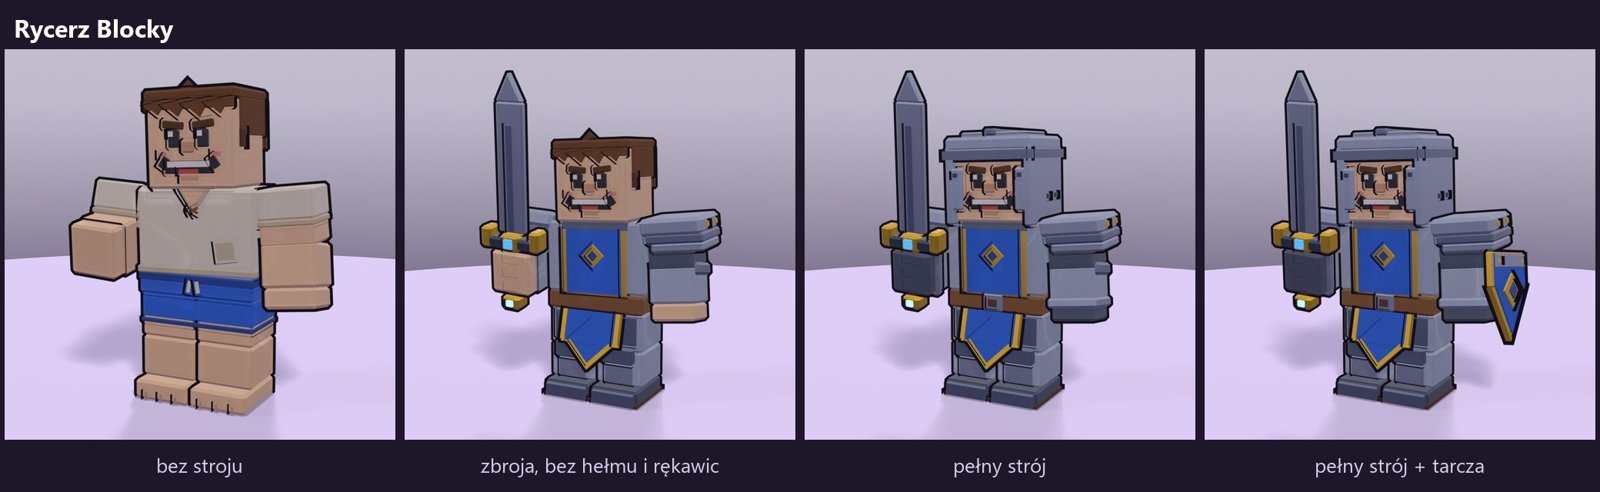 Rycerz Blocky
bez stroju
zbroja, bez hełmu i rękawic
pełny strój
pełny strój + tarcza